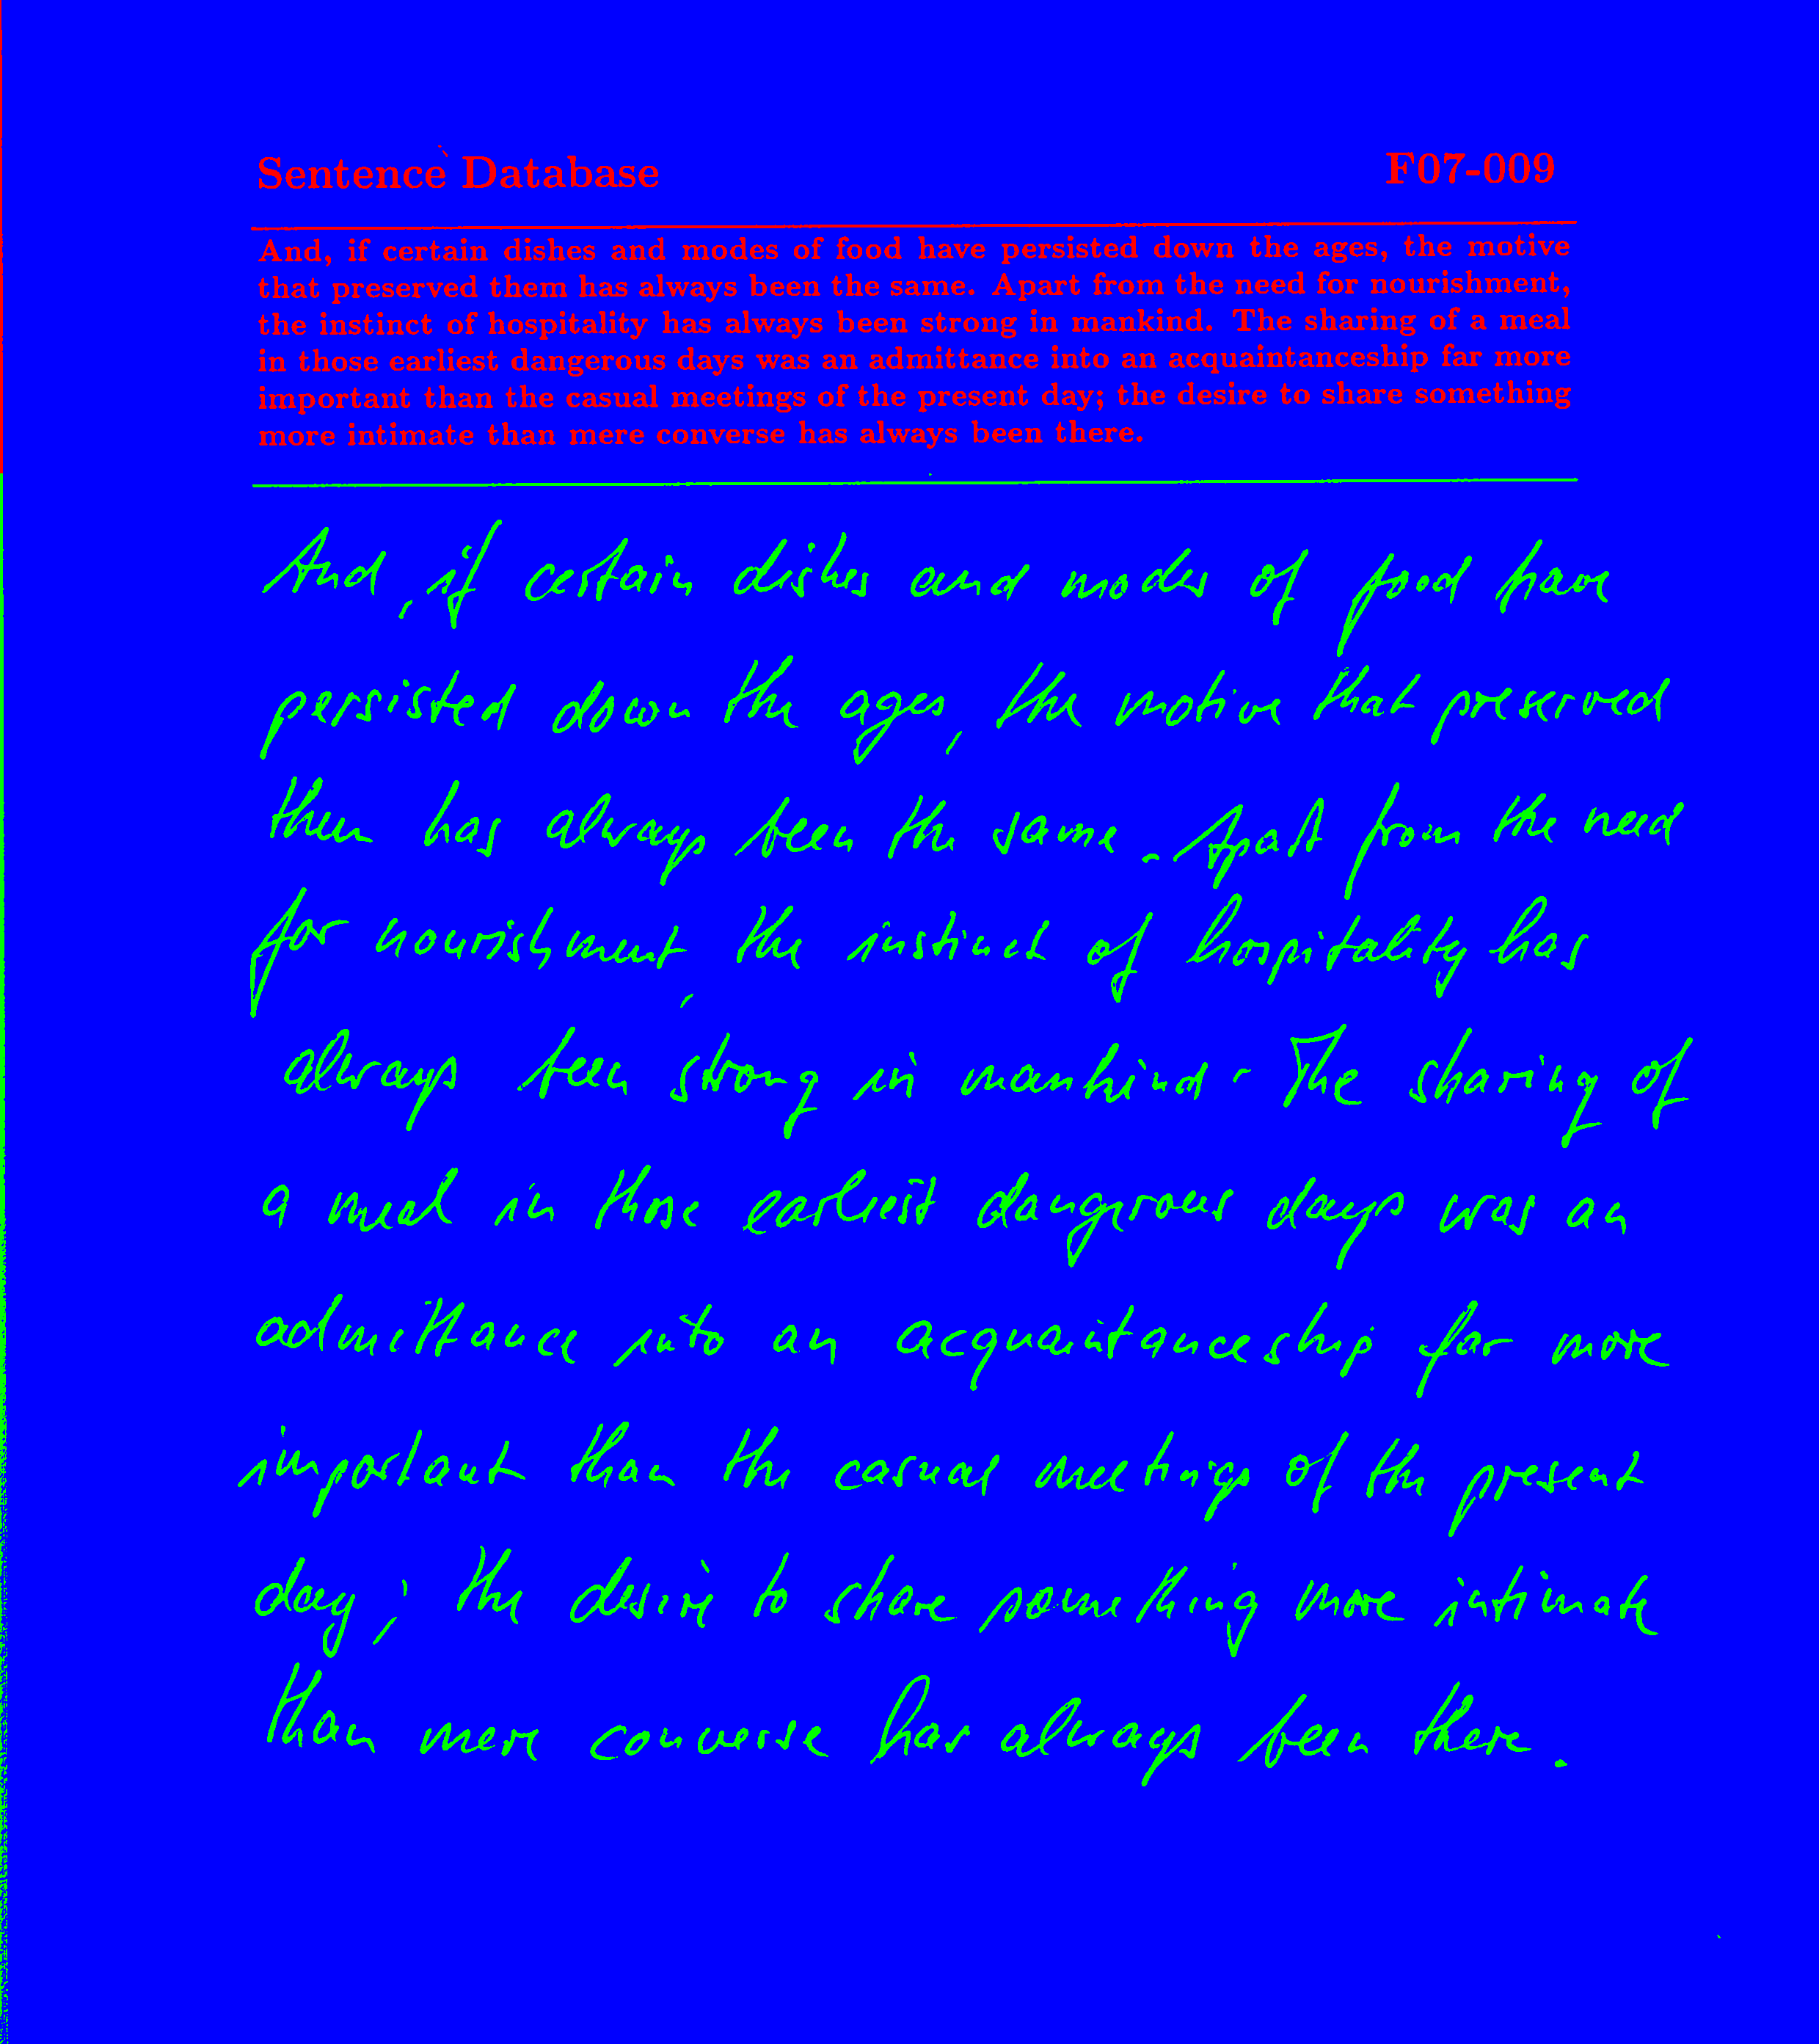 Sentence Database F07-009
And, if certain dishes and modes of food have persisted down the ages, the motive
that preserved them has always been the same. Apart from the need for nourishment,
the instinct of hospitality has always been strong in mankind. The sharing of a meal
in those earliest dangerous days was an admittance into an acquaintanceship far more
important than the casual meetings of the present day; the desire to share something
more intimate than mere converse has always been there.
And, if certain dishes and modes of food have
persisted down the ages, the motive that preserved
them has always been the same. Apart from the need
for nourishment, the instinct of hospitality has
always been strong in mankind. The sharing of
a meal in those earliest dangerous days was an
admittance into an acquaintanceship far more
important than the casual meetings of the present
day; the desire to share something more intimate
than mere converse has always been there.